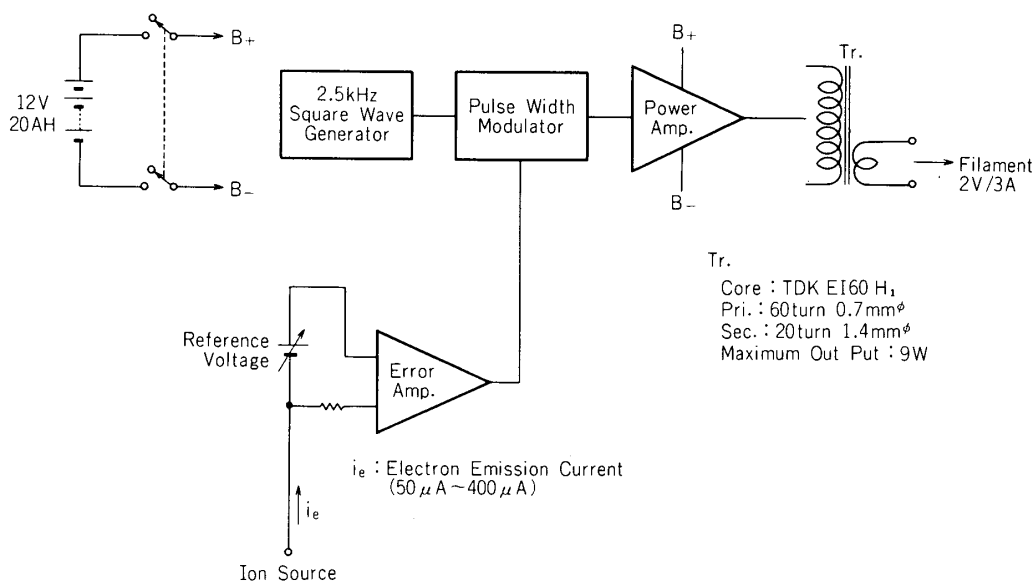 12V
20AH
B+
B-
2.5kHz
Square Wave
Generator
Pulse Width
Modulator
B+
Power
Amp.
B-
Tr.
Filament
2V/3A
Tr.
Core : TDK EI60 H₁
Pri. : 60turn 0.7mmφ
Sec. : 20turn 1.4mmφ
Maximum Out Put : 9W
Reference
Voltage
Error
Amp.
ie : Electron Emission Current
(50μA~400μA)
ie
Ion Source